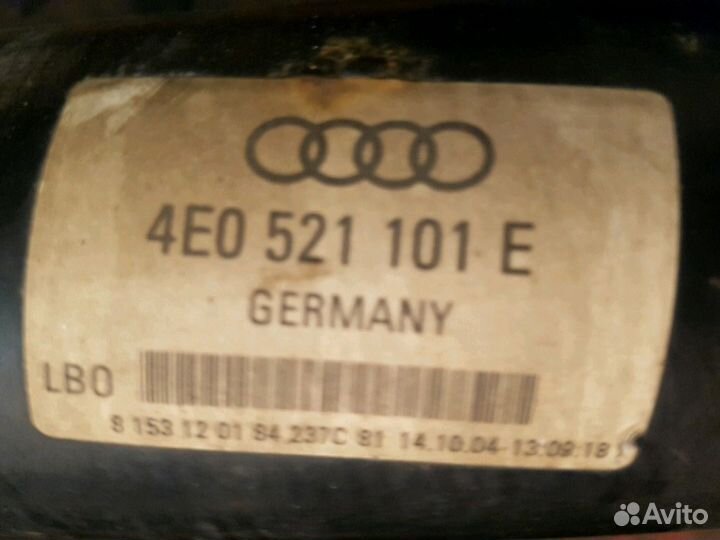 4E0 521 101 E
GERMANY
LBO
8 153 12 01 84.237C 81 14.10.04-13:09:18
Avito